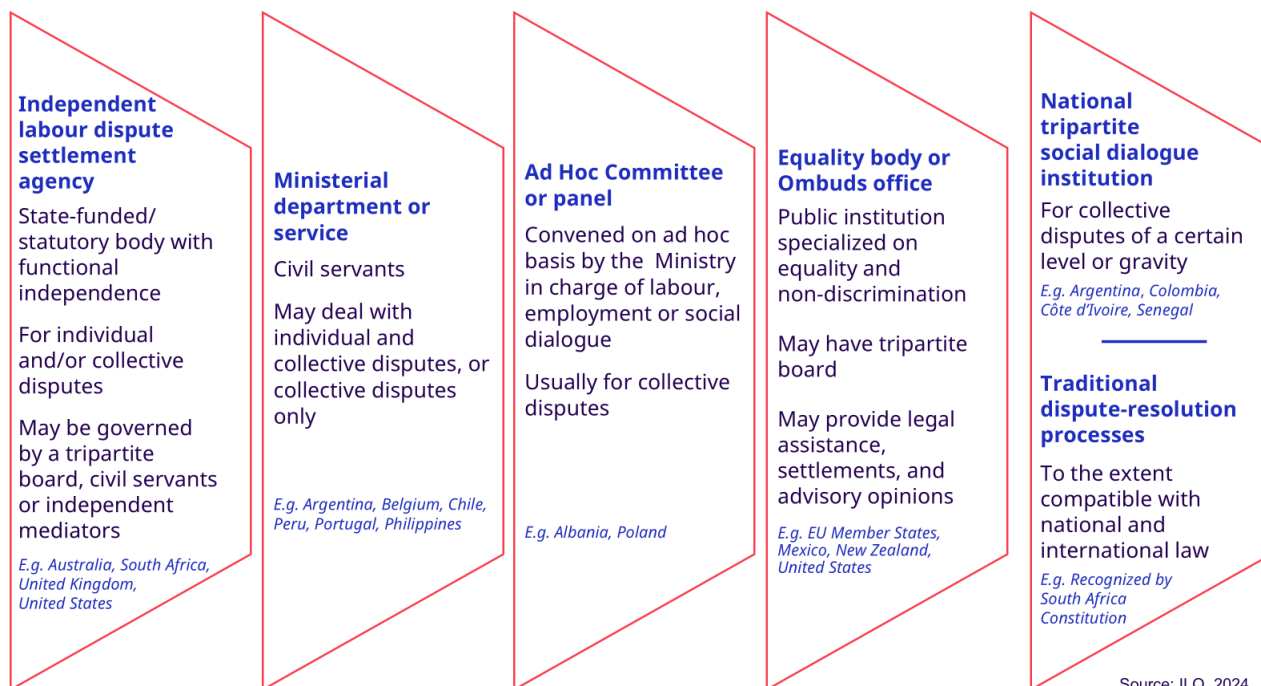 Independent
labour dispute
settlement
agency
State-funded/
statutory body with
functional
independence
For individual
and/or collective
disputes
May be governed
by a tripartite
board, civil servants
or independent
mediators
E.g. Australia, South Africa,
United Kingdom,
United States
Ministerial
department or
service
Civil servants
May deal with
individual and
collective disputes, or
collective disputes
only
E.g. Argentina, Belgium, Chile,
Peru, Portugal, Philippines
Ad Hoc Committee
or panel
Convened on ad hoc
basis by the Ministry
in charge of labour,
employment or social
dialogue
Usually for collective
disputes
E.g. Albania, Poland
Equality body or
Ombuds office
Public institution
specialized on
equality and
non-discrimination
May have tripartite
board
May provide legal
assistance,
settlements, and
advisory opinions
E.g. EU Member States,
Mexico, New Zealand,
United States
National
tripartite
social dialogue
institution
For collective
disputes of a certain
level or gravity
E.g. Argentina, Colombia,
Côte d'Ivoire, Senegal
Traditional
dispute-resolution
processes
To the extent
compatible with
national and
international law
E.g. Recognized by
South Africa
Constitution
Source: ILO, 2024